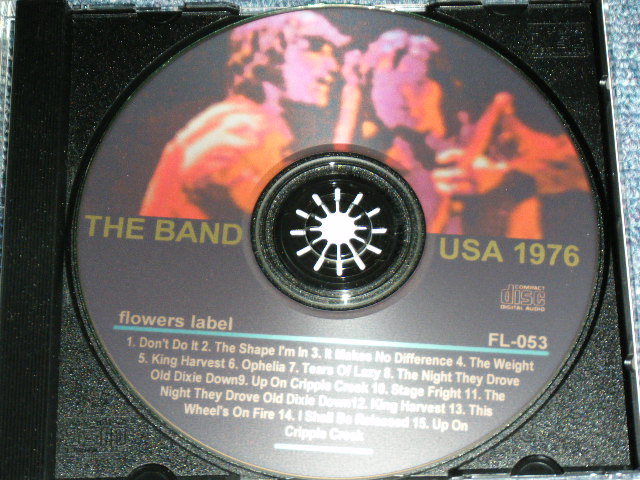 THE BAND
USA 1976
COMPACT
disc
DIGITAL AUDIO
flowers label
FL-053
1. Don't Do It 2. The Shape I'm In 3. It Makes No Difference 4. The Weight
5. King Harvest 6. Ophelia 7. Tears Of Lazy 8. The Night They Drove
Old Dixie Down9. Up On Cripple Creek 10. Stage Fright 11. The
Night They Drove Old Dixie Down12. King Harvest 13. This
Wheel's On Fire 14. I Shall Be Released 15. Up On
Cripple Creek